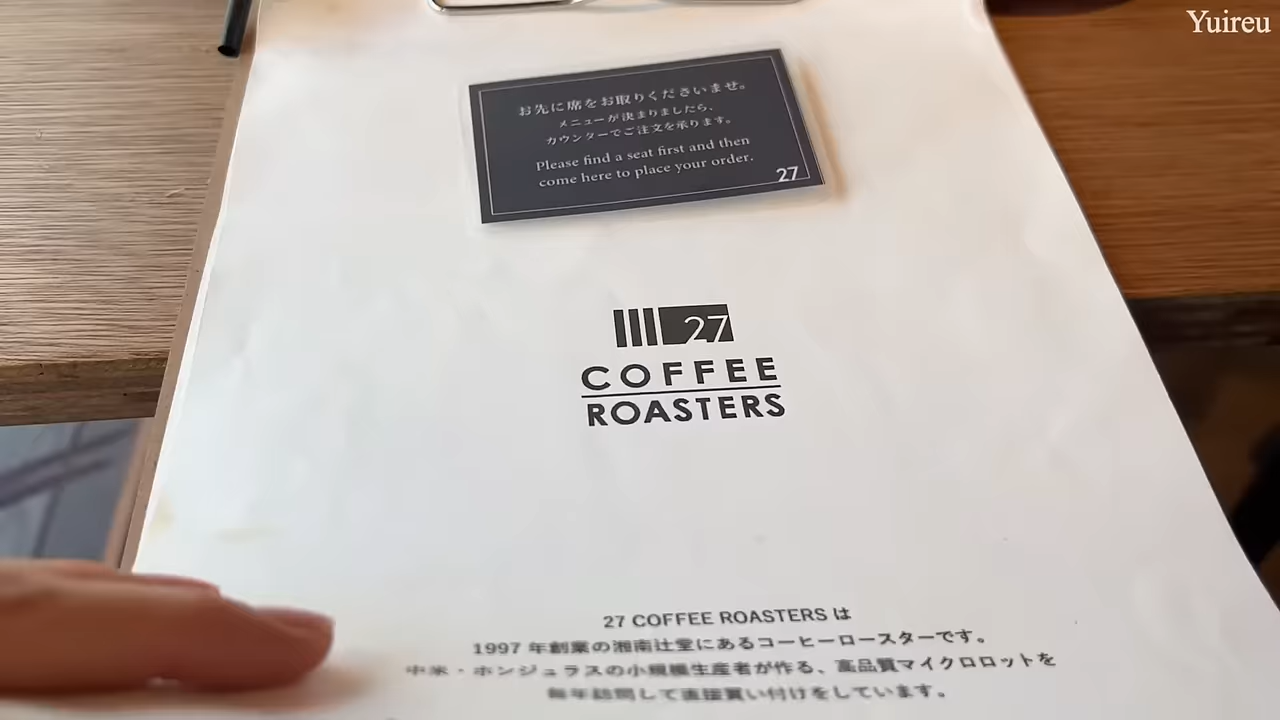 Yuireu
お先に席をお取りくださいませ。
メニューが決まりましたら、
カウンターでご注文を承ります。
Please find a seat first and then
come here to place your order.
27
27
COFFEE
ROASTERS
27 COFFEE ROASTERS は
1997 年創業の湘南辻堂にあるコーヒーロースターです。
中米・ホンジュラスの小規模生産者が作る、高品質マイクロロットを
毎年訪問して直接買い付けをしています。